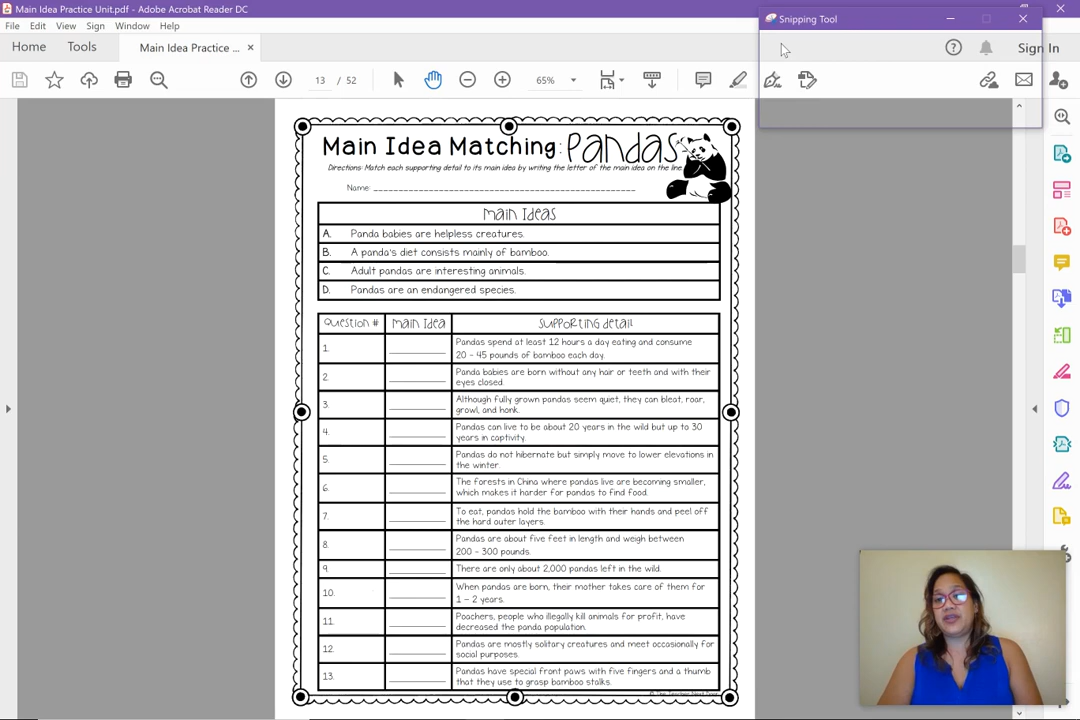 Main Idea Practice Unit.pdf - Adobe Acrobat Reader DC
Snipping Tool
File Edit View Sign Window Help
Home Tools Main Idea Practice ... ×
Sign In
13 / 52
65%
Main Idea Matching: Pandas
Directions: Match each supporting detail to its main idea by writing the letter of the main idea on the line.
Name: ____________________________________________________
Main Ideas
A. Panda babies are helpless creatures.
B. A panda's diet consists mainly of bamboo.
C. Adult pandas are interesting animals.
D. Pandas are an endangered species.
Question # Main Idea Supporting Detail
1. Pandas spend at least 12 hours a day eating and consume
20 - 45 pounds of bamboo each day.
2. Panda babies are born without any hair or teeth and with their
eyes closed.
3. Although fully grown pandas seem quiet, they can bleat, roar,
growl, and honk.
4. Pandas can live to be about 20 years in the wild but up to 30
years in captivity.
5. Pandas do not hibernate but simply move to lower elevations in
the winter.
6. The forests in China where pandas live are becoming smaller,
which makes it harder for pandas to find food.
7. To eat, pandas hold the bamboo with their hands and peel off
the hard outer layers.
8. Pandas are about five feet in length and weigh between
200 - 300 pounds.
9. There are only about 2,000 pandas left in the wild.
10. When pandas are born, their mother takes care of them for
1 - 2 years.
11. Poachers, people who illegally kill animals for profit, have
decreased the panda population.
12. Pandas are mostly solitary creatures and meet occasionally for
social purposes.
13. Pandas have special front paws with five fingers and a thumb
that they use to grasp bamboo stalks.
© The Teacher Next Door